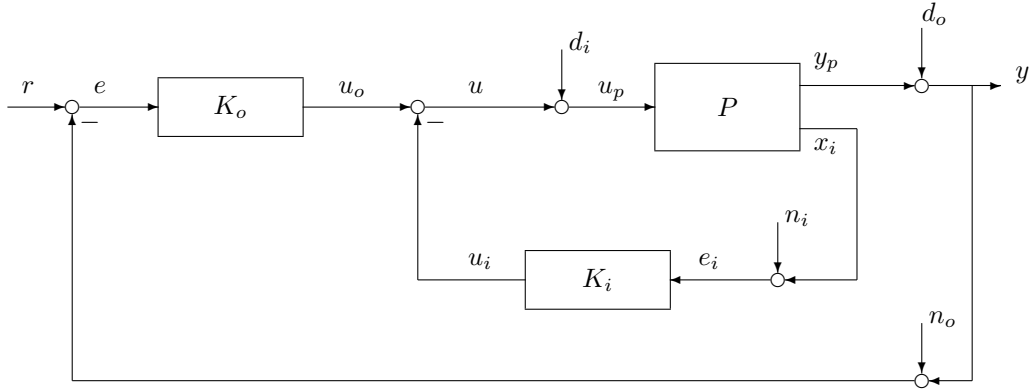 d_o
d_i
y_p
y
r
e
K_o
u_o
u
u_p
P
−
−
x_i
n_i
u_i
K_i
e_i
n_o